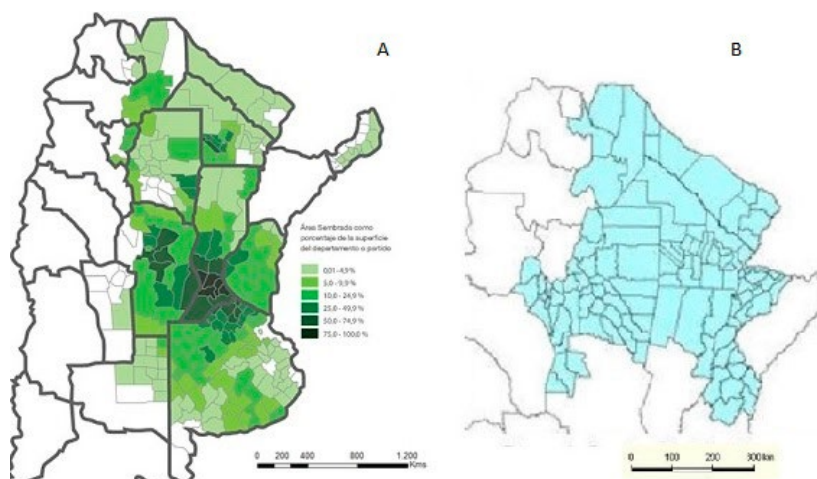 A
B
Área Sembrada como
porcentaje de la superficie
del departamento o partido
0,01 - 4,9 %
5,0 - 9,9 %
10,0 - 24,9 %
25,0 - 49,9 %
50,0 - 74,9 %
75,0 - 100,0 %
0 200 400 800 1.200
Kms
0 100 200 300 km